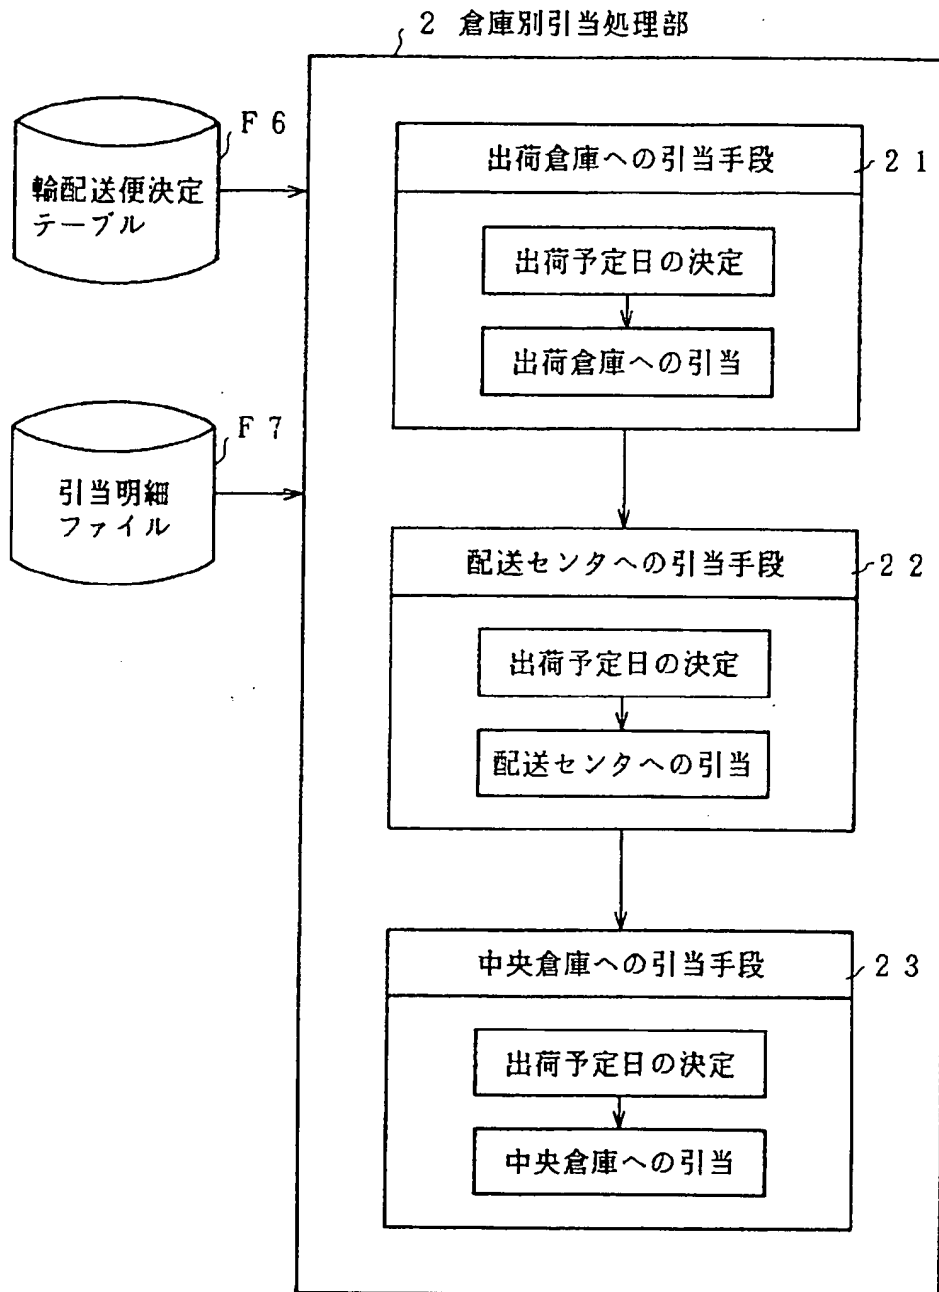 2 倉庫別引当処理部
F6
輸配送便決定
テーブル
F7
引当明細
ファイル
出荷倉庫への引当手段
21
出荷予定日の決定
出荷倉庫への引当
配送センタへの引当手段
22
出荷予定日の決定
配送センタへの引当
中央倉庫への引当手段
23
出荷予定日の決定
中央倉庫への引当